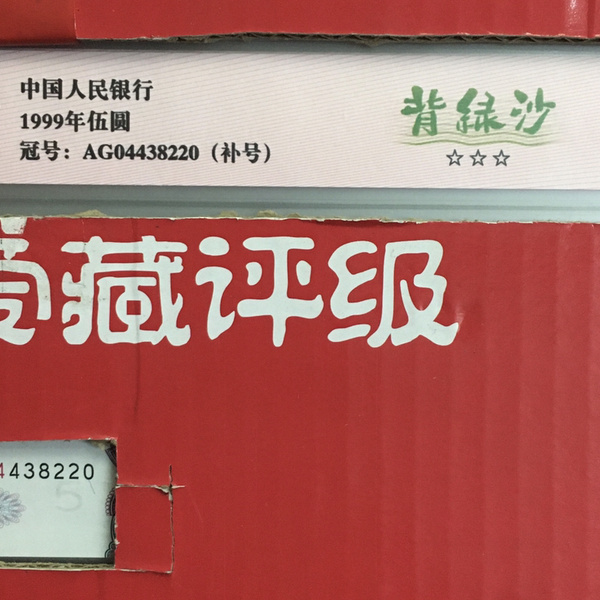 中国人民银行
1999年伍圆
冠号：AG04438220（补号）
背绿沙
☆☆☆
藏评级
4438220